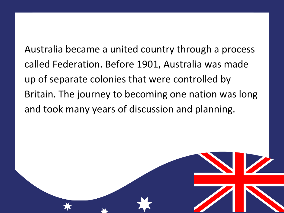 Australia became a united country through a process
called Federation. Before 1901, Australia was made
up of separate colonies that were controlled by
Britain. The journey to becoming one nation was long
and took many years of discussion and planning.